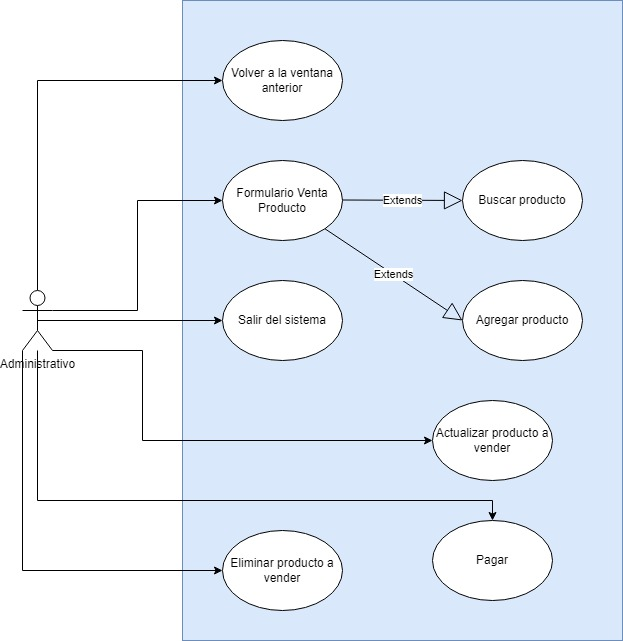 Volver a la ventana
anterior
Formulario Venta
Producto
Extends
Buscar producto
Extends
Salir del sistema
Agregar producto
Administrativo
Actualizar producto a
vender
Eliminar producto a
vender
Pagar